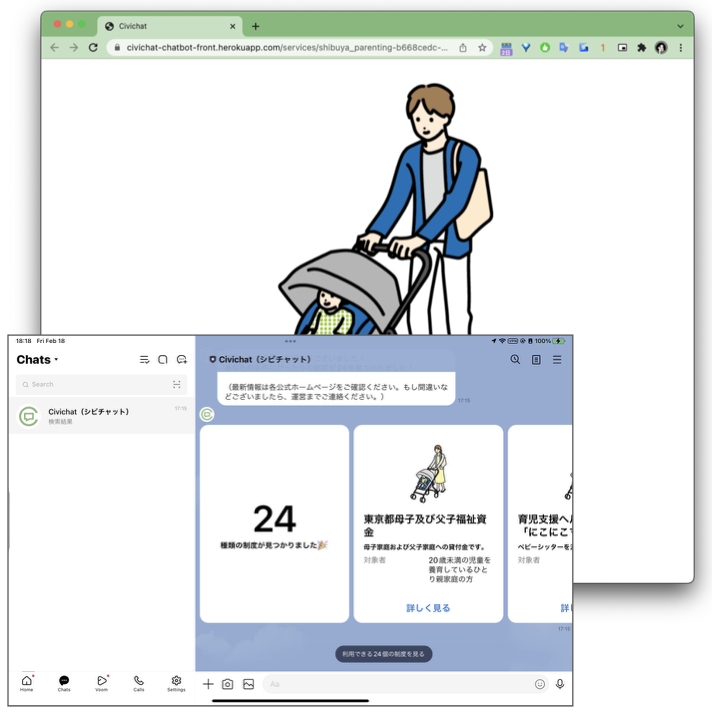 Civichat
civichat-chatbot-front.herokuapp.com/services/shibuya_parenting-b668cedc-...
18:18 Fri Feb 18
100%
Chats
Search
Civichat（シビチャット）
17:15
検索結果
Home
Chats
Voom
Calls
Settings
Civichat（シビチャット）
（最新情報は各公式ホームページをご確認ください。もし間違いな
どございましたら、運営までご連絡ください。）
17:15
24
種類の制度が見つかりました🎉
東京都母子及び父子福祉資
金
母子家庭および父子家庭への貸付金です。
対象者
20歳未満の児童を
養育しているひと
り親家庭の方
詳しく見る
育児支援ヘ
「にこにこ
ベビーシッターを
対象者
詳し
17:15
利用できる24個の制度を見る
Aa